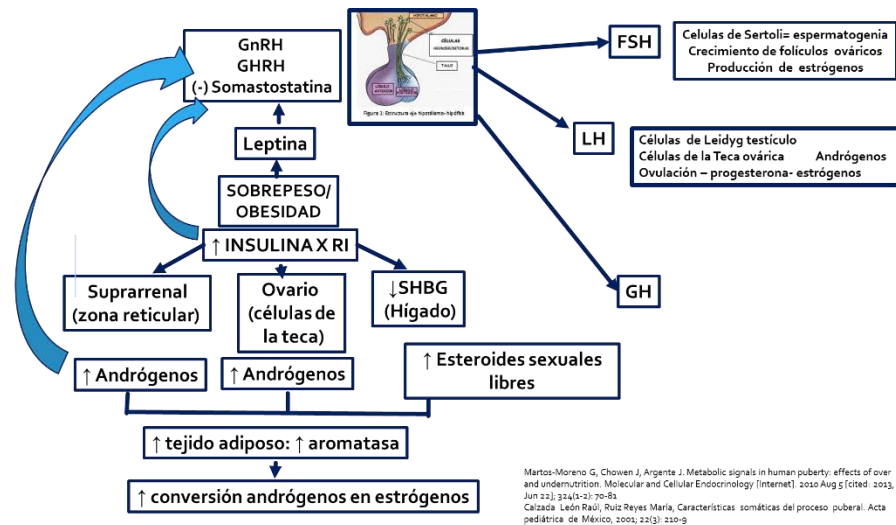 GnRH
GHRH
(-) Somastostatina
HIPOTÁLAMO
CÉLULAS
NEUROSECRETORAS
TALLO
Figura 1: Estructura eje hipotálamo-hipófisis
FSH
Celulas de Sertoli= espermatogenia
Crecimiento de folículos ováricos
Producción de estrógenos
LH
Células de Leidyg testículo
Células de la Teca ovárica Andrógenos
Ovulación – progesterona- estrógenos
GH
Leptina
SOBREPESO/
OBESIDAD
↑ INSULINA X RI
Suprarrenal
(zona reticular)
Ovario
(células de
la teca)
↓SHBG
(Hígado)
↑ Andrógenos
↑ Andrógenos
↑ Esteroides sexuales
libres
↑ tejido adiposo: ↑ aromatasa
↑ conversión andrógenos en estrógenos
Martos-Moreno G, Chowen J, Argente J. Metabolic signals in human puberty: effects of over
and undernutrition. Molecular and Cellular Endocrinology [Internet]. 2010 Aug 5 [cited: 2013,
Jun 22]; 324(1-2): 70-81
Calzada León Raúl, Ruiz Reyes María, Características somáticas del proceso puberal. Acta
pediátrica de México, 2001; 22(3): 210-9